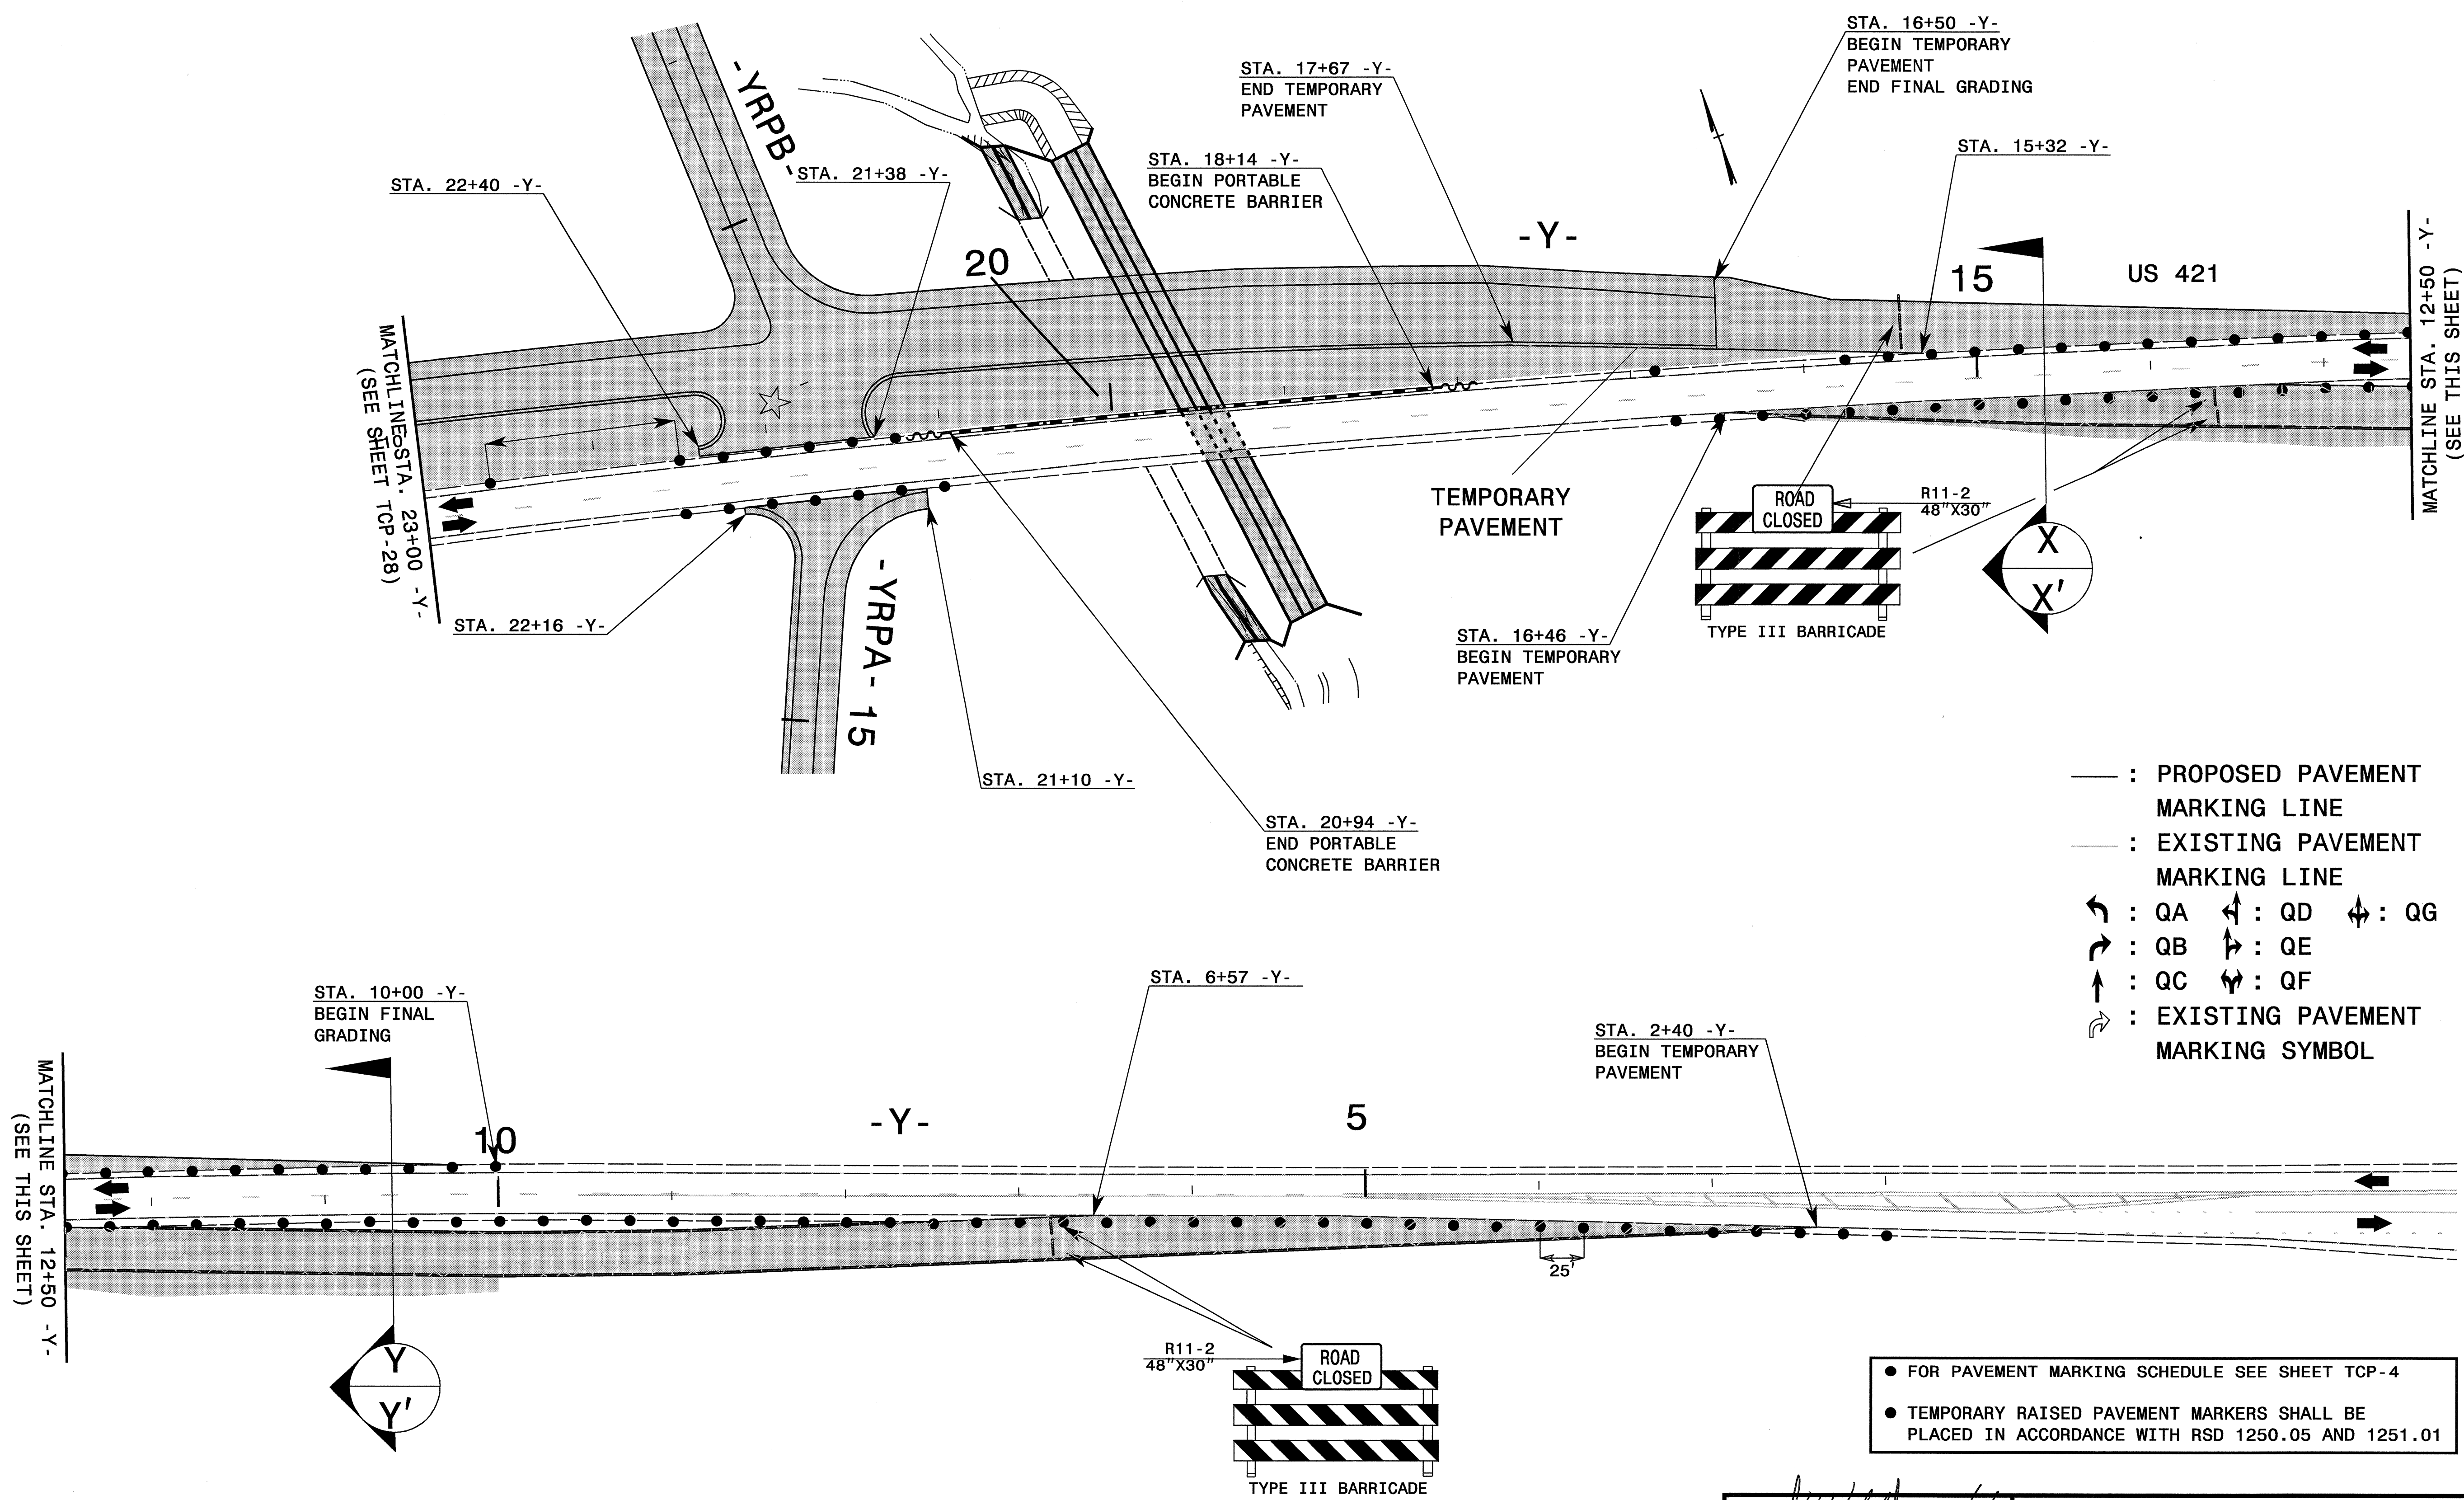 STA. 16+50 -Y-
BEGIN TEMPORARY
PAVEMENT
END FINAL GRADING
STA. 17+67 -Y-
END TEMPORARY
PAVEMENT
STA. 15+32 -Y-
STA. 18+14 -Y-
BEGIN PORTABLE
CONCRETE BARRIER
-YRPB-
STA. 21+38 -Y-
STA. 22+40 -Y-
20
-Y-
15
US 421
MATCHLINE STA. 12+50 -Y-
(SEE THIS SHEET)
MATCHLINE STA. 23+00 -Y-
(SEE SHEET TCP-28)
TEMPORARY
PAVEMENT
ROAD
CLOSED
R11-2
48"X30"
TYPE III BARRICADE
X
X'
STA. 22+16 -Y-
-YRPA- 15
STA. 16+46 -Y-
BEGIN TEMPORARY
PAVEMENT
STA. 21+10 -Y-
STA. 20+94 -Y-
END PORTABLE
CONCRETE BARRIER
: PROPOSED PAVEMENT
MARKING LINE
: EXISTING PAVEMENT
MARKING LINE
: QA : QD : QG
: QB : QE
: QC : QF
: EXISTING PAVEMENT
MARKING SYMBOL
STA. 10+00 -Y-
BEGIN FINAL
GRADING
STA. 6+57 -Y-
STA. 2+40 -Y-
BEGIN TEMPORARY
PAVEMENT
MATCHLINE STA. 12+50 -Y-
(SEE THIS SHEET)
10
-Y-
5
25'
Y
Y'
R11-2
48"X30"
ROAD
CLOSED
TYPE III BARRICADE
● FOR PAVEMENT MARKING SCHEDULE SEE SHEET TCP-4
● TEMPORARY RAISED PAVEMENT MARKERS SHALL BE
PLACED IN ACCORDANCE WITH RSD 1250.05 AND 1251.01